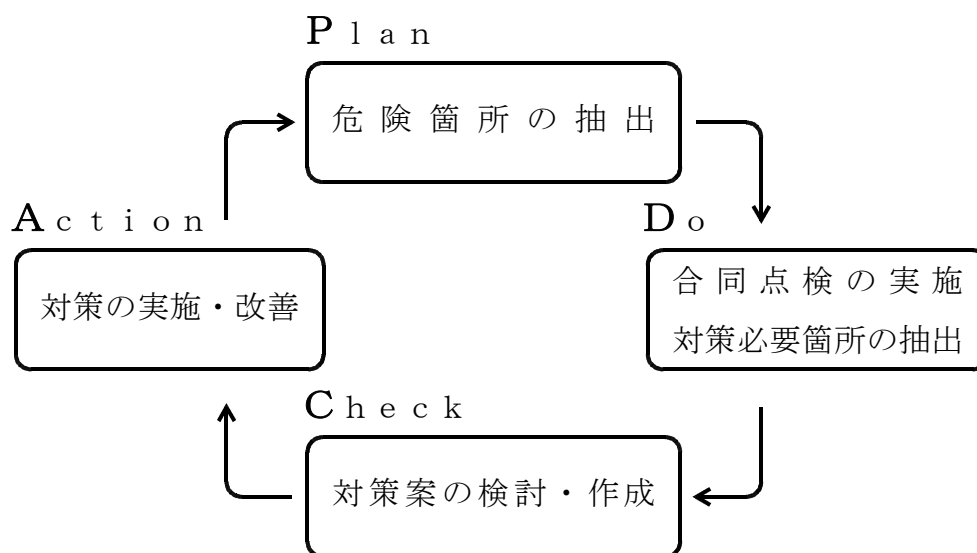 Ｐｌａｎ
危険箇所の抽出
Ａｃｔｉｏｎ
Ｄｏ
対策の実施・改善
合同点検の実施
対策必要箇所の抽出
Ｃｈｅｃｋ
対策案の検討・作成